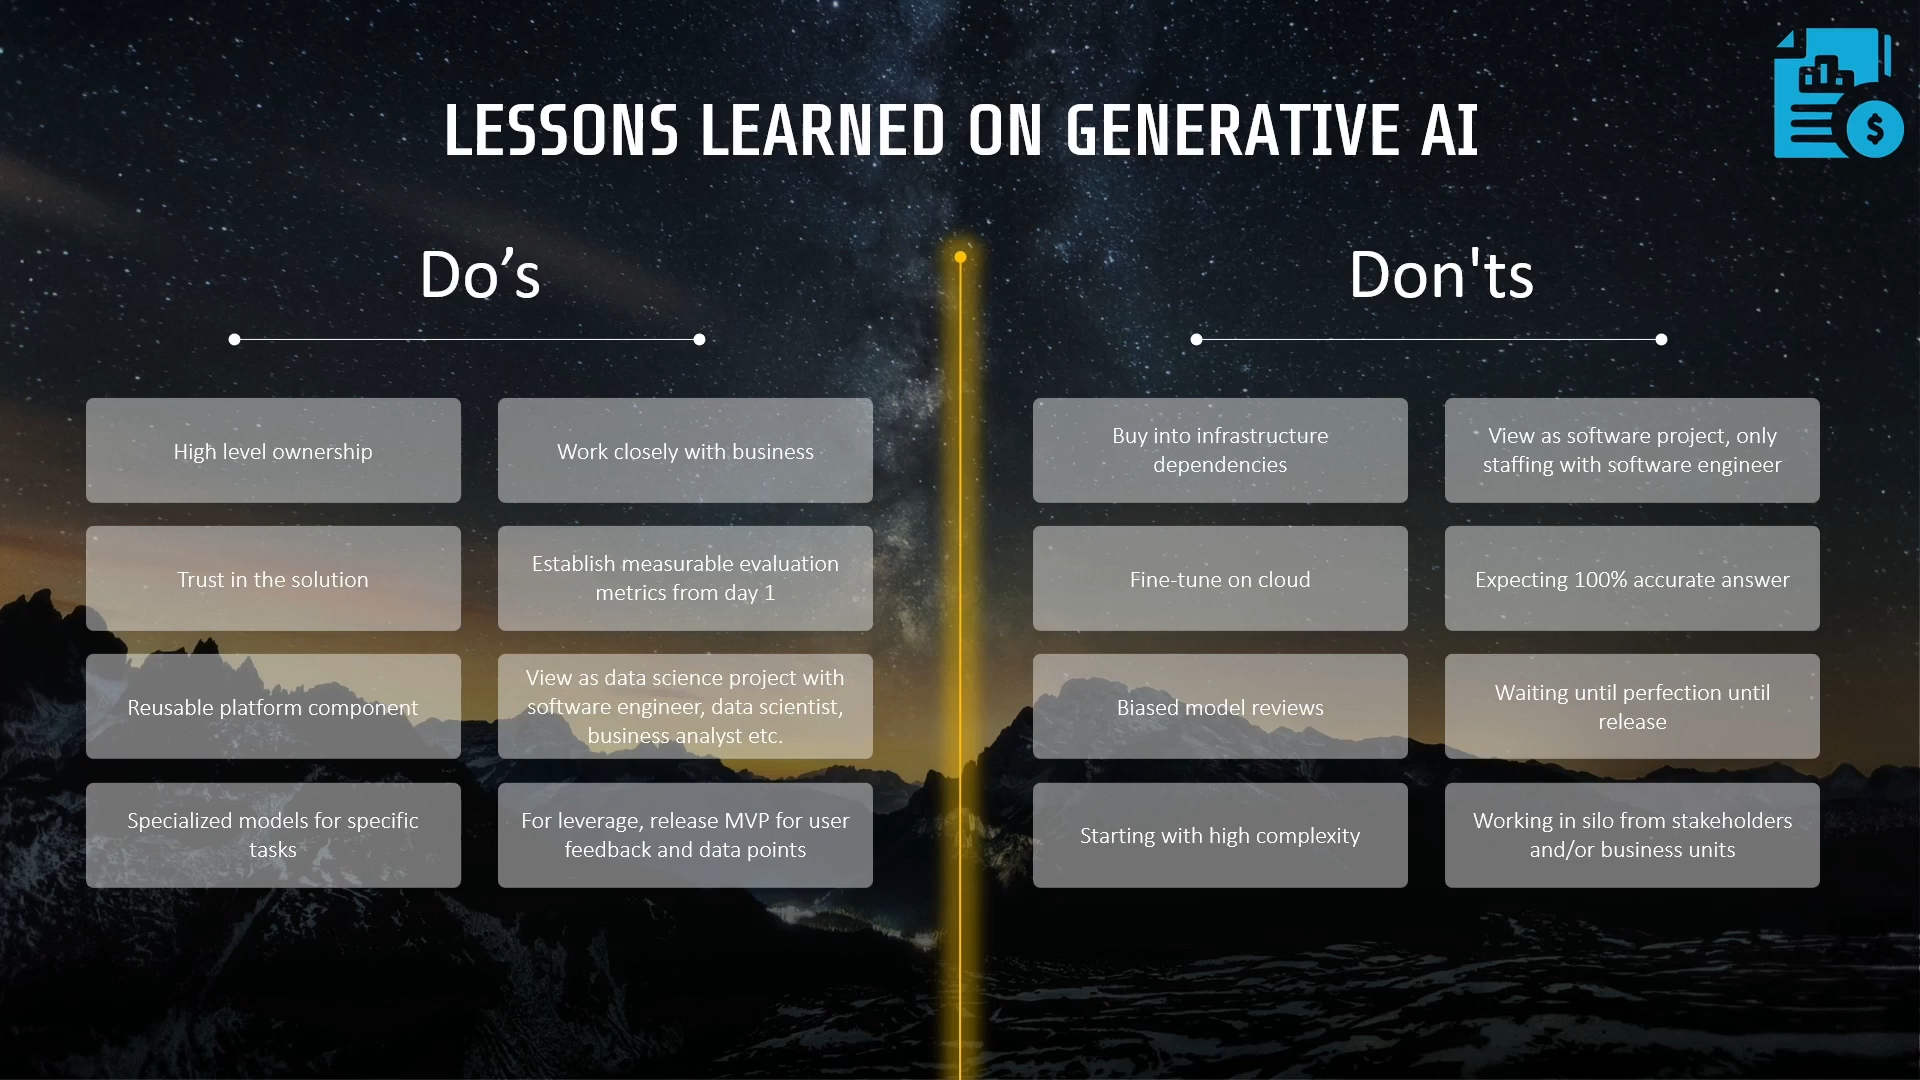 LESSONS LEARNED ON GENERATIVE AI
Do’s
High level ownership
Work closely with business
Trust in the solution
Establish measurable evaluation
metrics from day 1
Reusable platform component
View as data science project with
software engineer, data scientist,
business analyst etc.
Specialized models for specific
tasks
For leverage, release MVP for user
feedback and data points
Don'ts
Buy into infrastructure
dependencies
View as software project, only
staffing with software engineer
Fine-tune on cloud
Expecting 100% accurate answer
Biased model reviews
Waiting until perfection until
release
Starting with high complexity
Working in silo from stakeholders
and/or business units
$